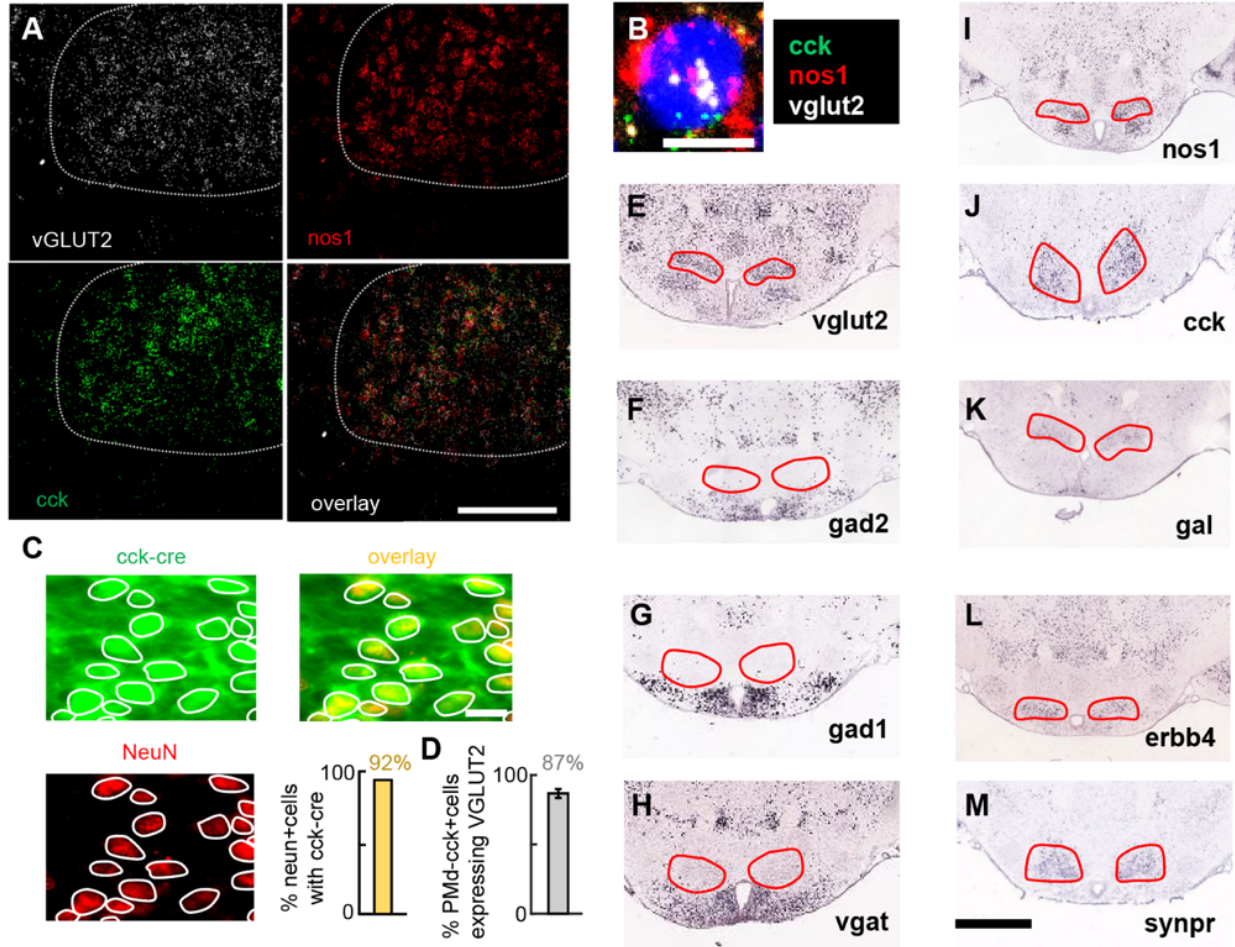 A
vGLUT2
nos1
cck
overlay
B
cck
nos1
vglut2
C
cck-cre
overlay
NeuN
% neun+cells
with cck-cre
100
0
92%
D
% PMd-cck+cells
expressing VGLUT2
100
0
87%
E
vglut2
F
gad2
G
gad1
H
vgat
I
nos1
J
cck
K
gal
L
erbb4
M
synpr